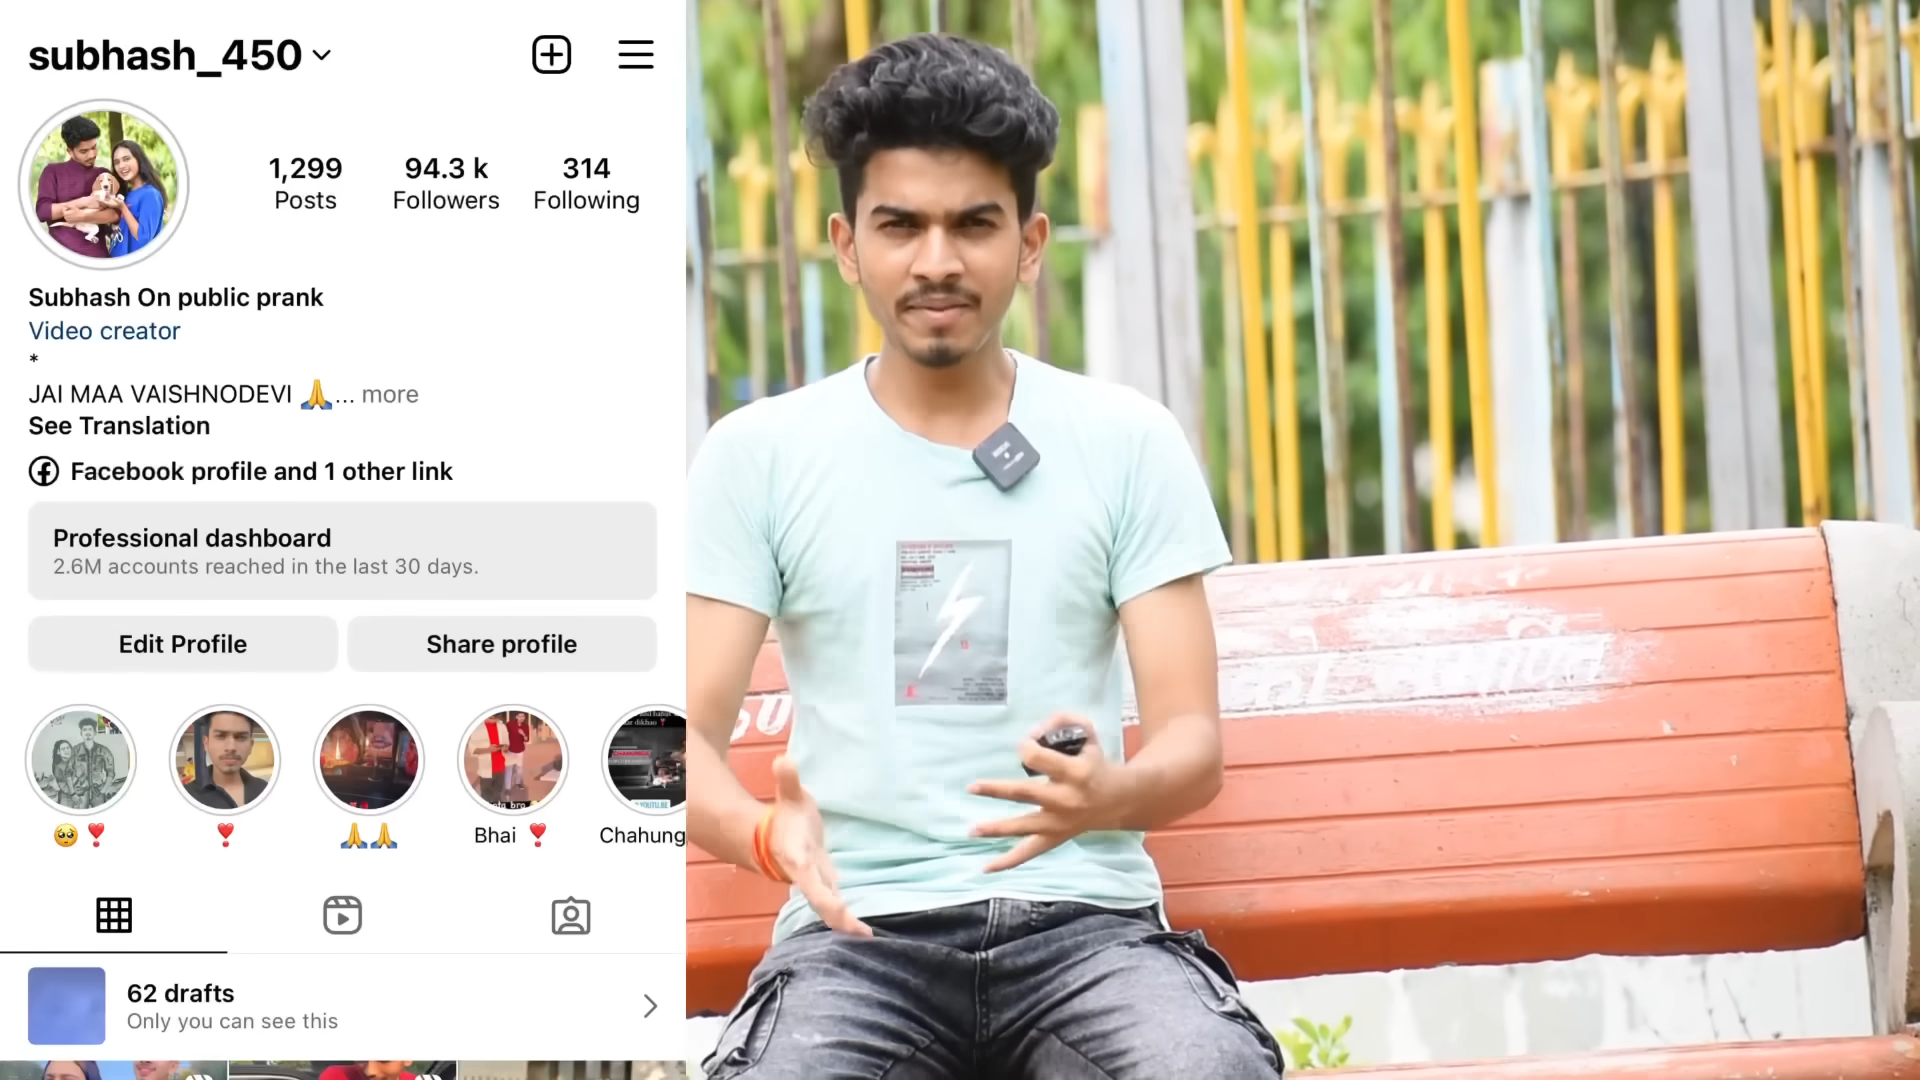 subhash_450
1,299
Posts
94.3 k
Followers
314
Following
Subhash On public prank
Video creator
*
JAI MAA VAISHNODEVI 🙏... more
See Translation
Facebook profile and 1 other link
Professional dashboard
2.6M accounts reached in the last 30 days.
Edit Profile
Share profile
🥺❣️
❣️
🙏🙏
Bhai ❣️
Chahung
62 drafts
Only you can see this